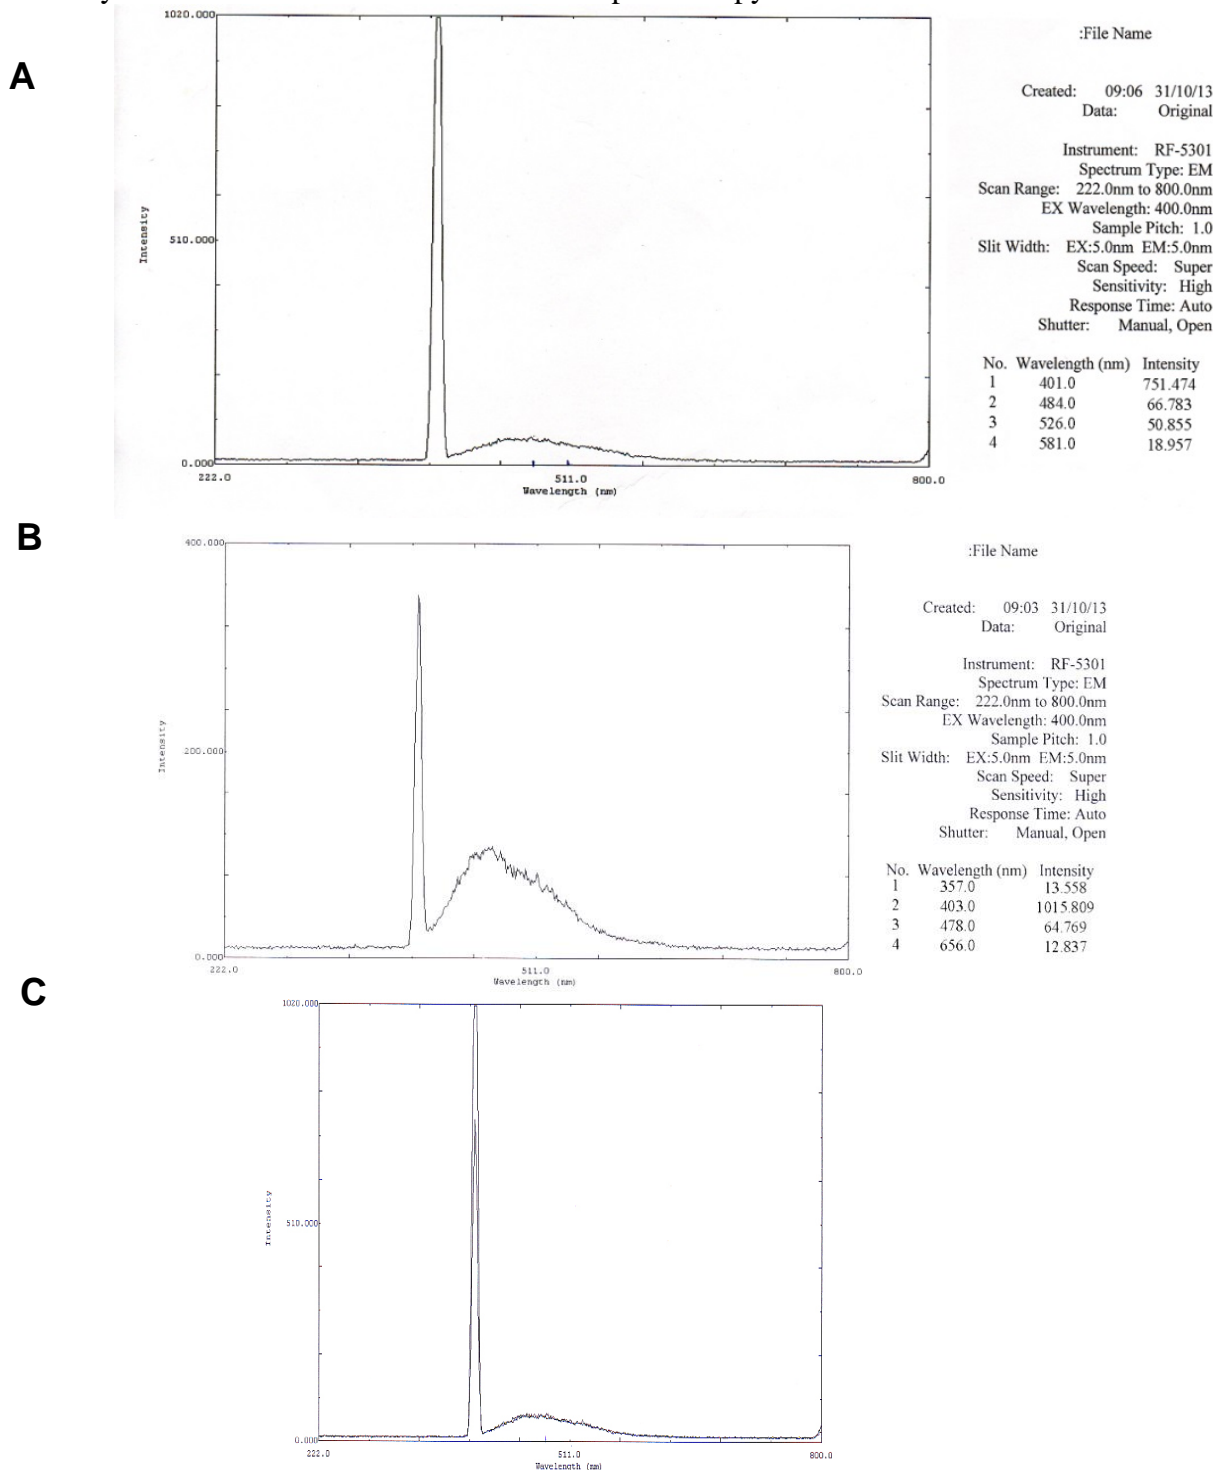 A
1020.000
510.000
0.000
Intensity
222.0
511.0
800.0
Wavelength (nm)
:File Name
Created: 09:06 31/10/13
Data: Original
Instrument: RF-5301
Spectrum Type: EM
Scan Range: 222.0nm to 800.0nm
EX Wavelength: 400.0nm
Sample Pitch: 1.0
Slit Width: EX:5.0nm EM:5.0nm
Scan Speed: Super
Sensitivity: High
Response Time: Auto
Shutter: Manual, Open
No. Wavelength (nm) Intensity
1 401.0 751.474
2 484.0 66.783
3 526.0 50.855
4 581.0 18.957
B
400.000
200.000
0.000
Intensity
222.0
511.0
800.0
Wavelength (nm)
:File Name
Created: 09:03 31/10/13
Data: Original
Instrument: RF-5301
Spectrum Type: EM
Scan Range: 222.0nm to 800.0nm
EX Wavelength: 400.0nm
Sample Pitch: 1.0
Slit Width: EX:5.0nm EM:5.0nm
Scan Speed: Super
Sensitivity: High
Response Time: Auto
Shutter: Manual, Open
No. Wavelength (nm) Intensity
1 357.0 13.558
2 403.0 1015.809
3 478.0 64.769
4 656.0 12.837
C
1020.000
510.000
0.000
Intensity
222.0
511.0
800.0
Wavelength (nm)